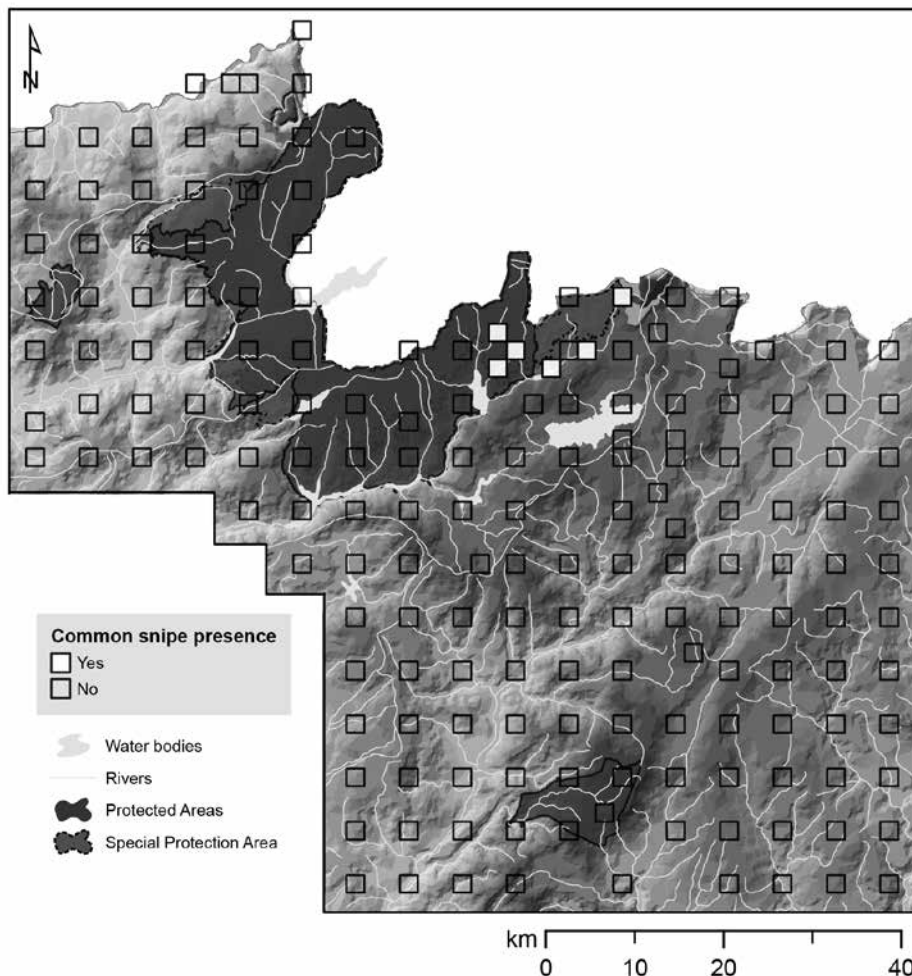 N
Common snipe presence
Yes
No
Water bodies
Rivers
Protected Areas
Special Protection Area
km
0 10 20 40